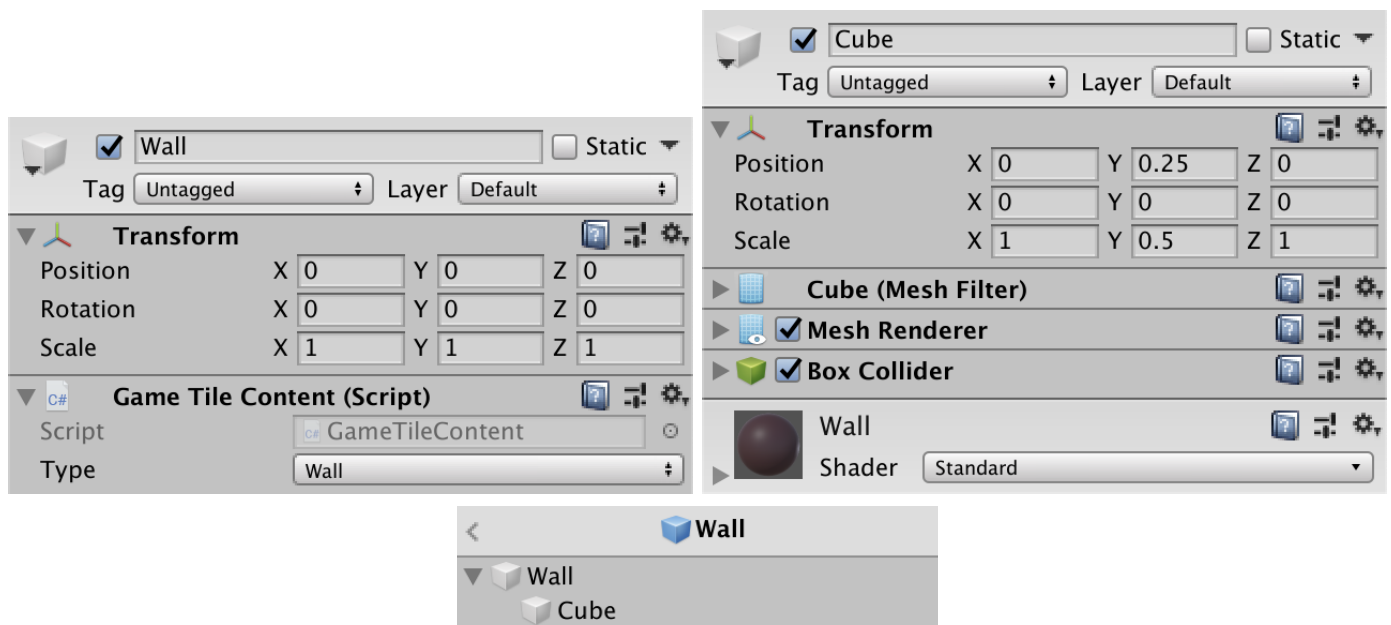 Wall Static
Tag Untagged Layer Default
Transform
Position X 0 Y 0 Z 0
Rotation X 0 Y 0 Z 0
Scale X 1 Y 1 Z 1
C# Game Tile Content (Script)
Script C# GameTileContent
Type Wall
Cube Static
Tag Untagged Layer Default
Transform
Position X 0 Y 0.25 Z 0
Rotation X 0 Y 0 Z 0
Scale X 1 Y 0.5 Z 1
Cube (Mesh Filter)
Mesh Renderer
Box Collider
Wall
Shader Standard
< Wall
Wall
Cube